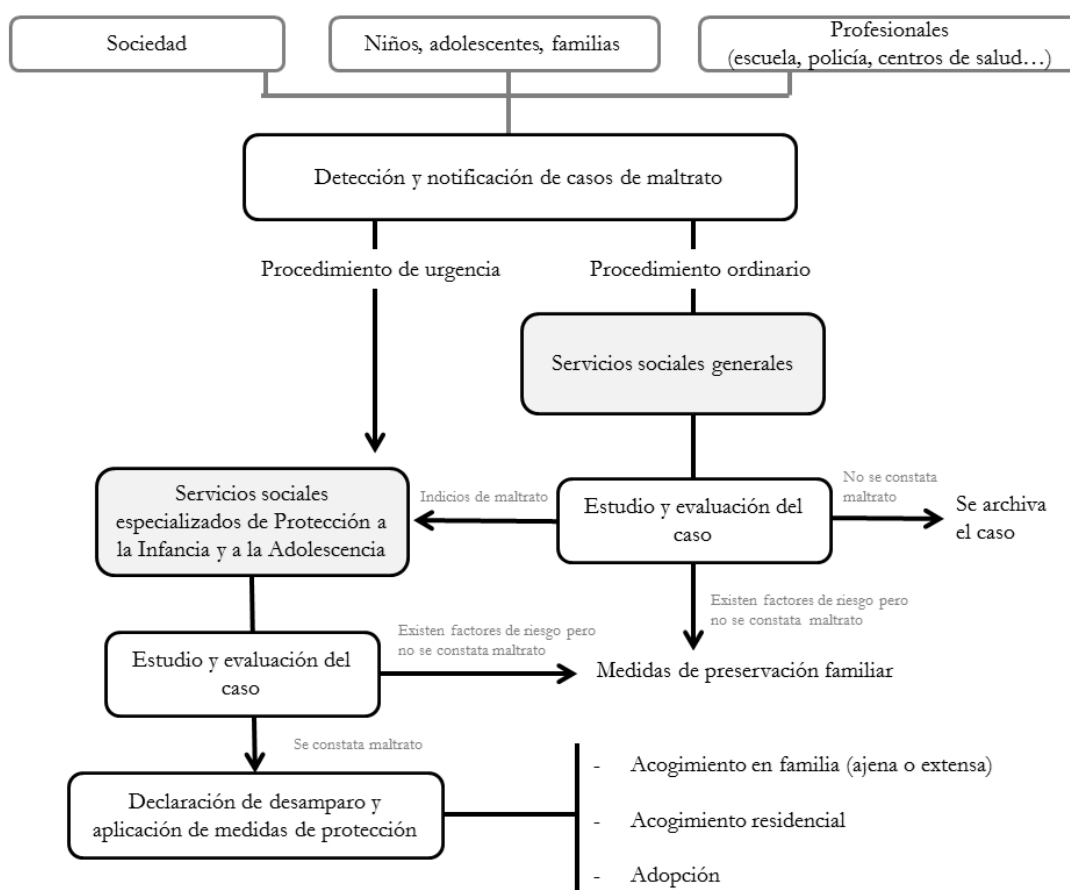 Sociedad
Niños, adolescentes, familias
Profesionales
(escuela, policía, centros de salud…)
Detección y notificación de casos de maltrato
Procedimiento de urgencia
Procedimiento ordinario
Servicios sociales generales
Servicios sociales
especializados de Protección a
la Infancia y a la Adolescencia
Indicios de maltrato
Estudio y evaluación del
caso
No se constata
maltrato
Se archiva
el caso
Existen factores de riesgo pero
no se constata maltrato
Medidas de preservación familiar
Estudio y evaluación del
caso
Existen factores de riesgo pero
no se constata maltrato
Se constata maltrato
Declaración de desamparo y
aplicación de medidas de protección
- Acogimiento en familia (ajena o extensa)
- Acogimiento residencial
- Adopción